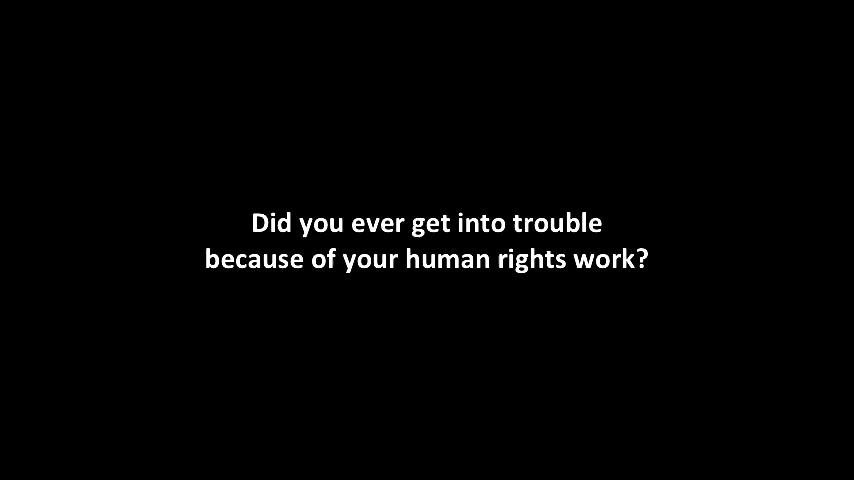 Did you ever get into trouble
because of your human rights work?